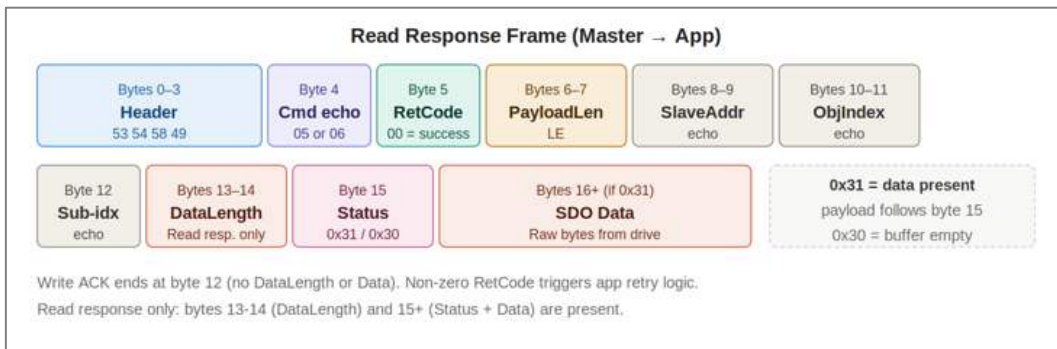 Read Response Frame (Master → App)
Bytes 0–3
Header
53 54 58 49
Byte 4
Cmd echo
05 or 06
Byte 5
RetCode
00 = success
Bytes 6–7
PayloadLen
LE
Bytes 8–9
SlaveAddr
echo
Bytes 10–11
ObjIndex
echo
Byte 12
Sub-idx
echo
Bytes 13–14
DataLength
Read resp. only
Byte 15
Status
0x31 / 0x30
Bytes 16+ (if 0x31)
SDO Data
Raw bytes from drive
0x31 = data present
payload follows byte 15
0x30 = buffer empty
Write ACK ends at byte 12 (no DataLength or Data). Non-zero RetCode triggers app retry logic.
Read response only: bytes 13-14 (DataLength) and 15+ (Status + Data) are present.